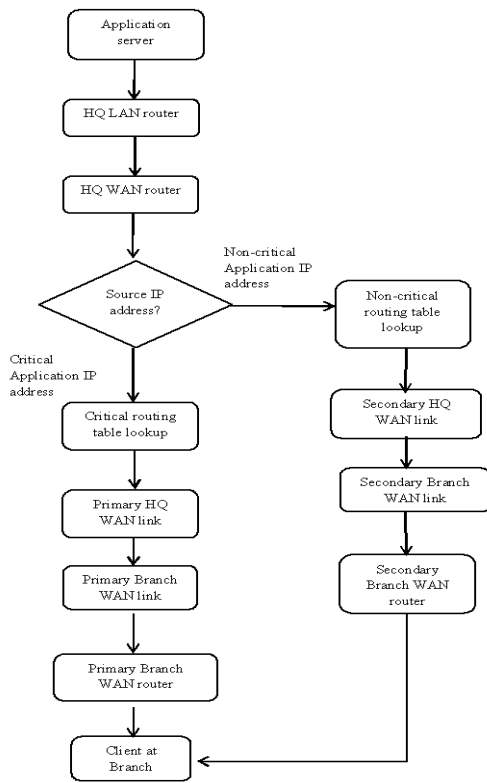 Application
server
HQ LAN router
HQ WAN router
Source IP
address?
Non-critical
Application IP
address
Non-critical
routing table
lookup
Secondary HQ
WAN link
Secondary Branch
WAN link
Secondary
Branch WAN
router
Critical
Application IP
address
Critical routing
table lookup
Primary HQ
WAN link
Primary Branch
WAN link
Primary Branch
WAN router
Client at
Branch